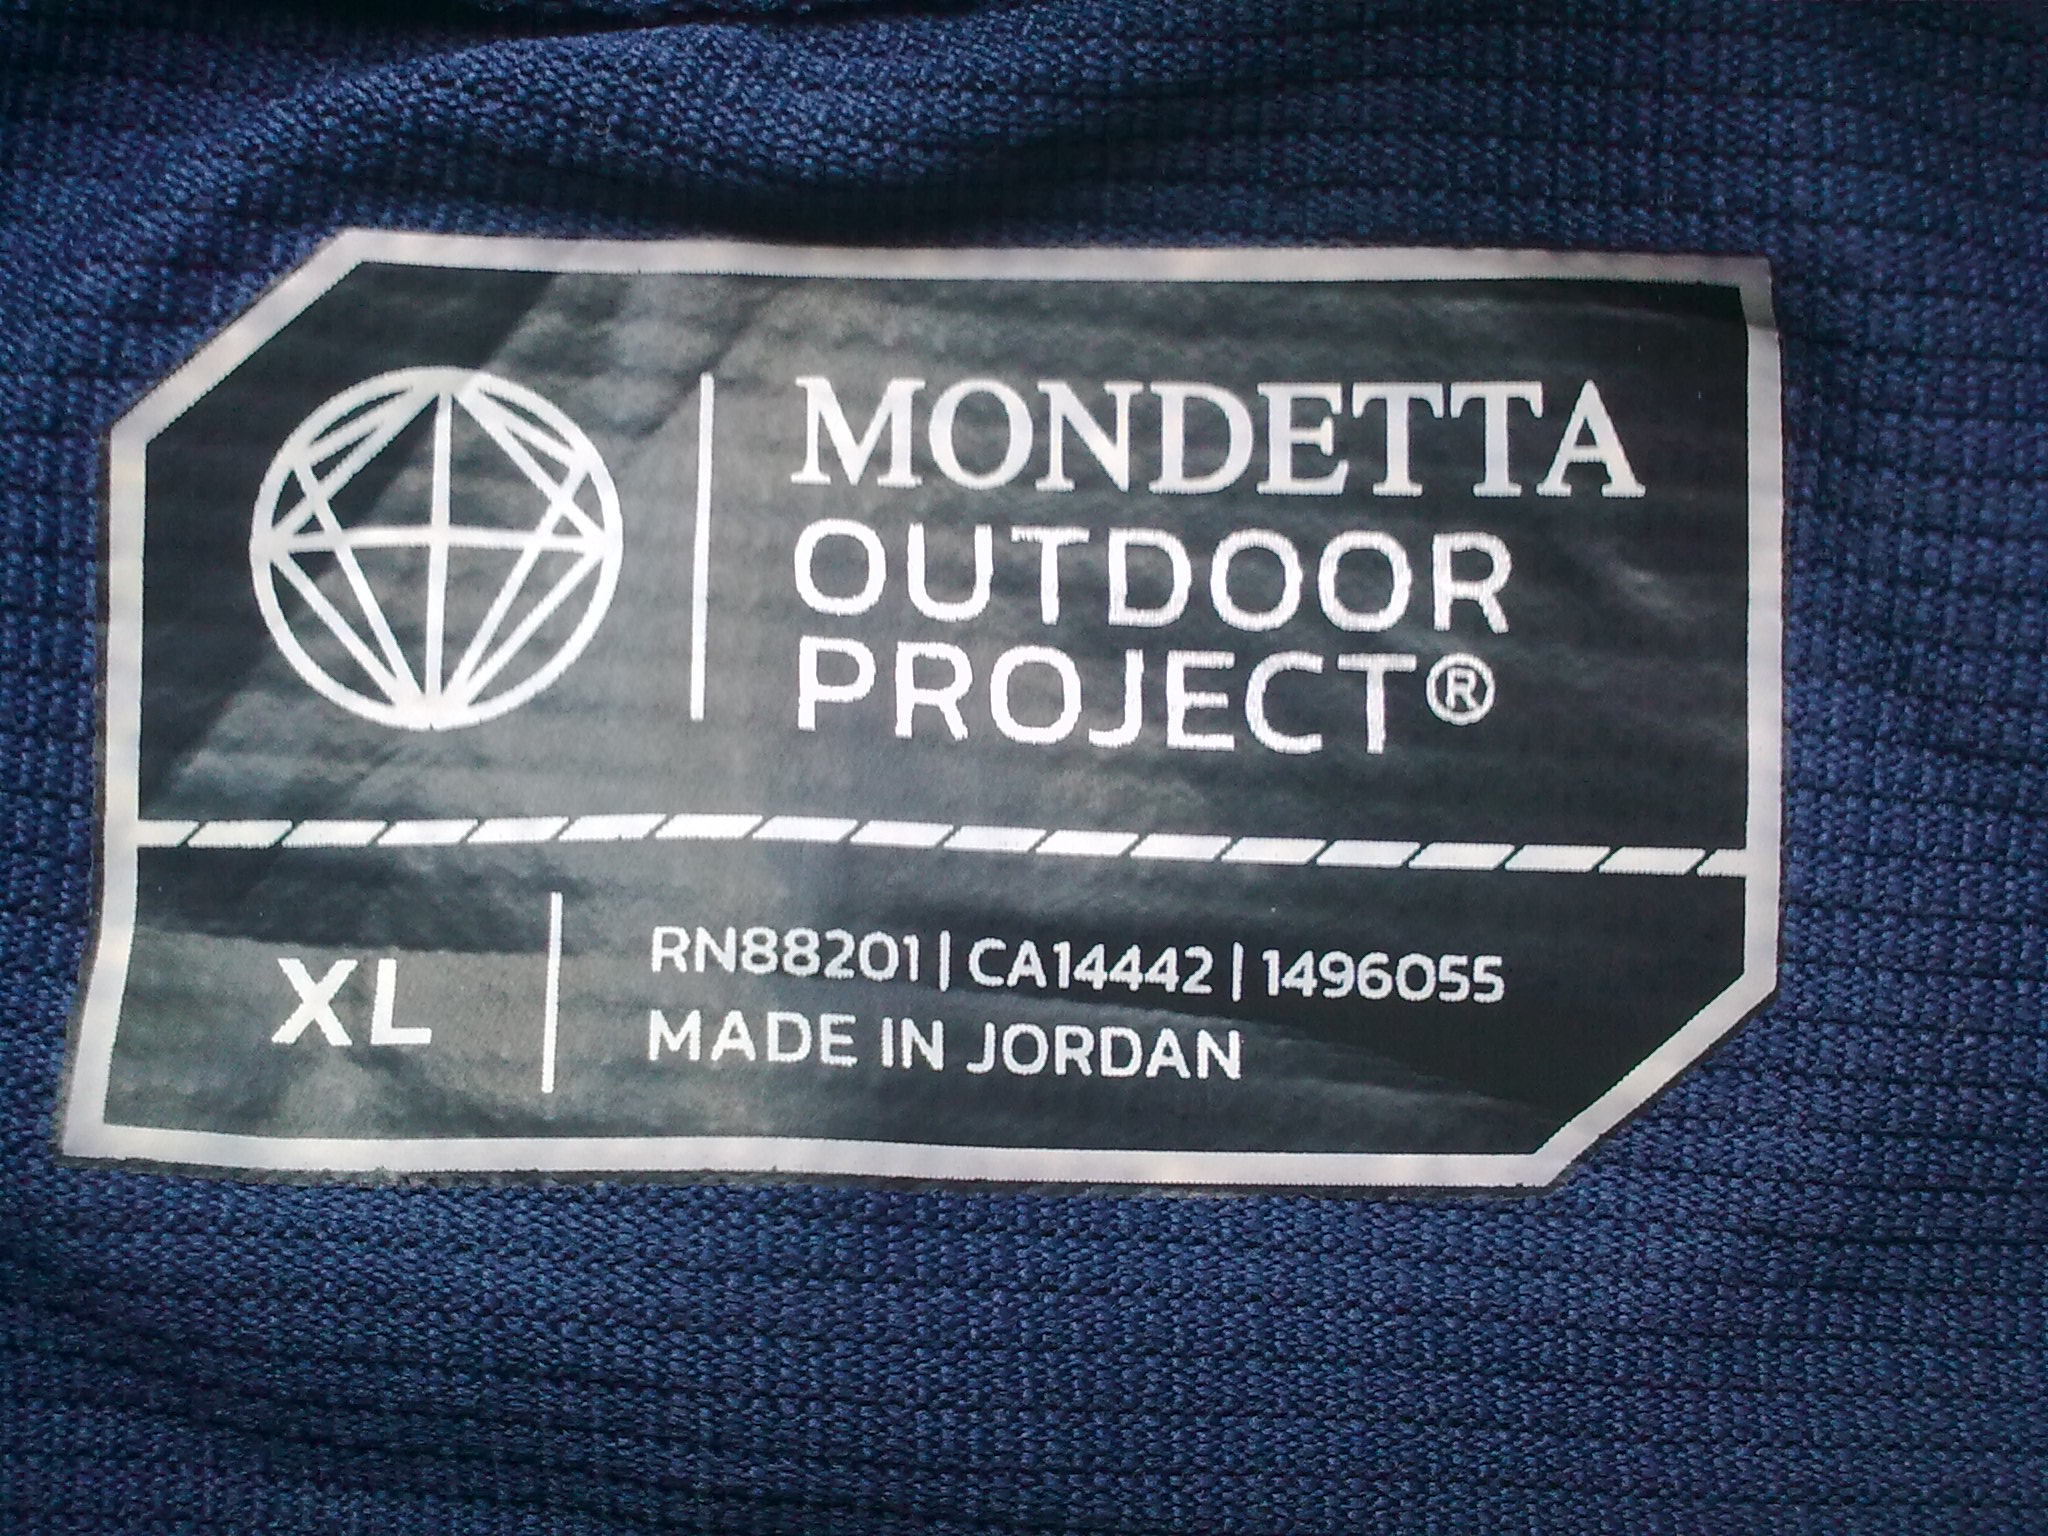 MONDETTA
OUTDOOR
PROJECT®
XL
RN88201 | CA14442 | 1496055
MADE IN JORDAN